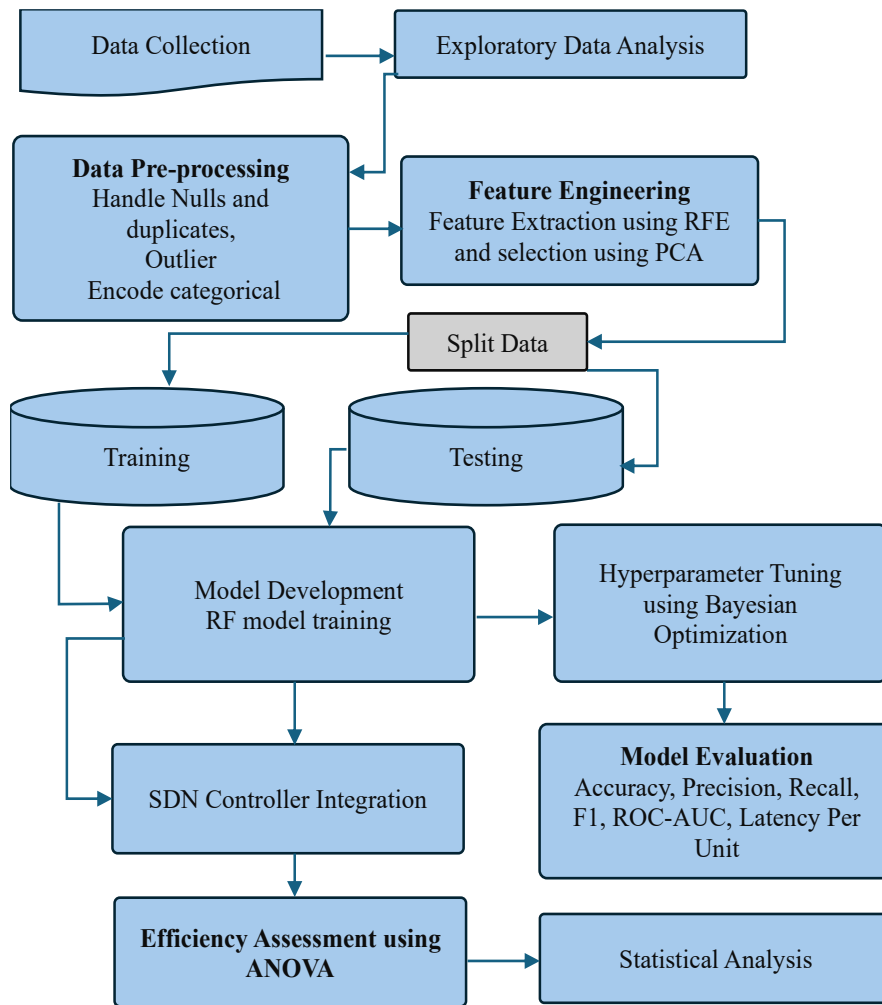 Data Collection
Exploratory Data Analysis
Data Pre-processing
Handle Nulls and
duplicates,
Outlier
Encode categorical
Feature Engineering
Feature Extraction using RFE
and selection using PCA
Split Data
Training
Testing
Model Development
RF model training
Hyperparameter Tuning
using Bayesian
Optimization
SDN Controller Integration
Model Evaluation
Accuracy, Precision, Recall,
F1, ROC-AUC, Latency Per
Unit
Efficiency Assessment using
ANOVA
Statistical Analysis